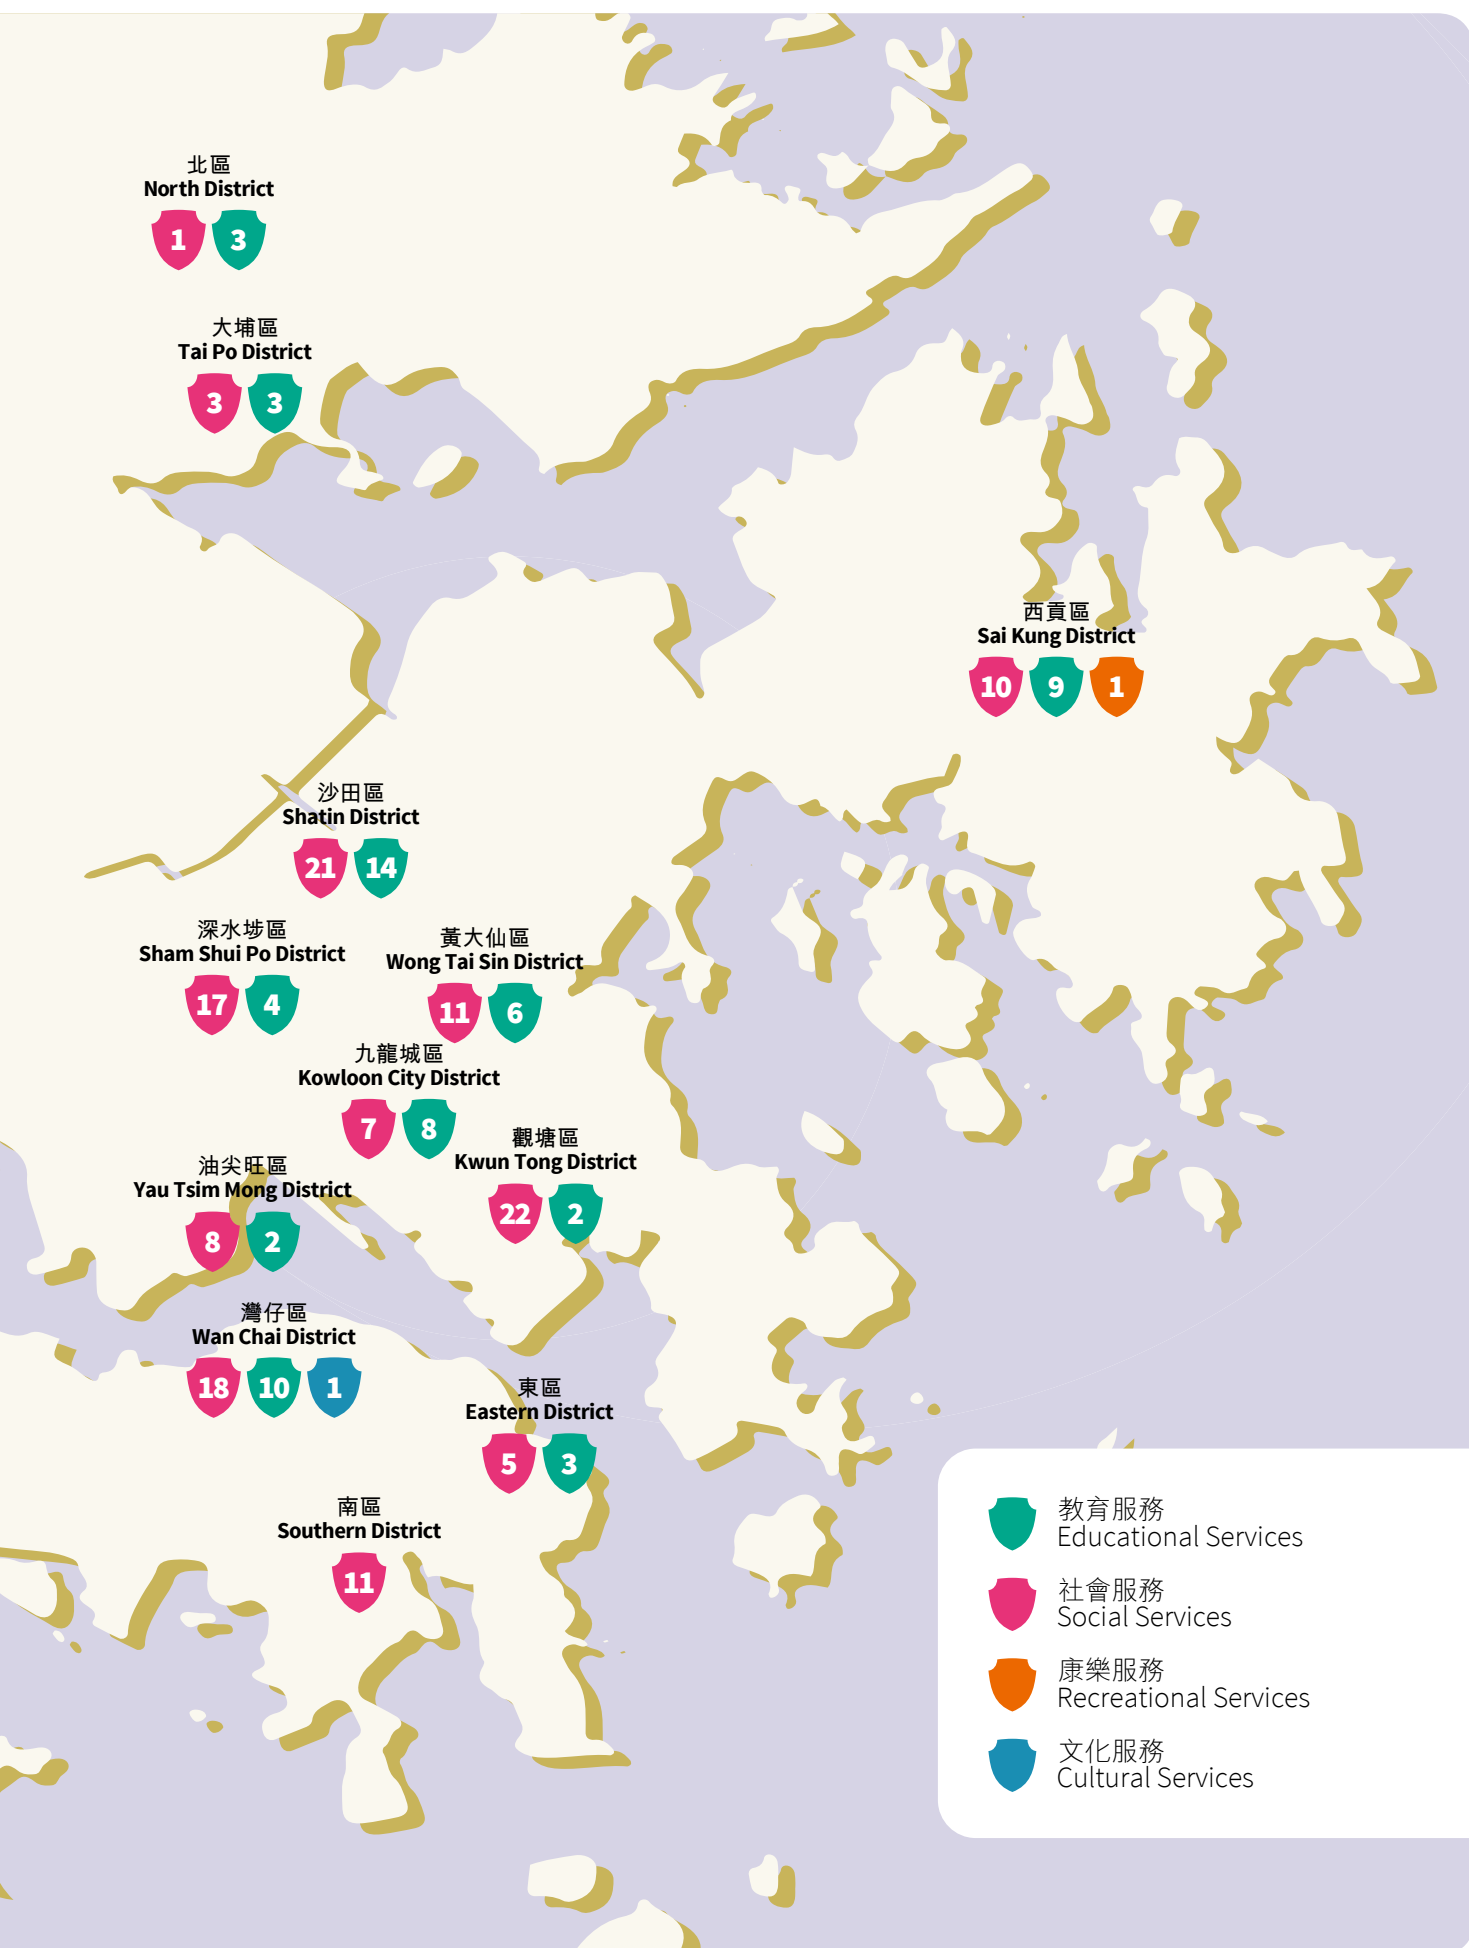 北區
North District
1 3
大埔區
Tai Po District
3 3
西貢區
Sai Kung District
10 9 1
沙田區
Shatin District
21 14
深水埗區
Sham Shui Po District
17 4
黃大仙區
Wong Tai Sin District
11 6
九龍城區
Kowloon City District
7 8
觀塘區
Kwun Tong District
22 2
油尖旺區
Yau Tsim Mong District
8 2
灣仔區
Wan Chai District
18 10 1
東區
Eastern District
5 3
南區
Southern District
11
教育服務
Educational Services
社會服務
Social Services
康樂服務
Recreational Services
文化服務
Cultural Services